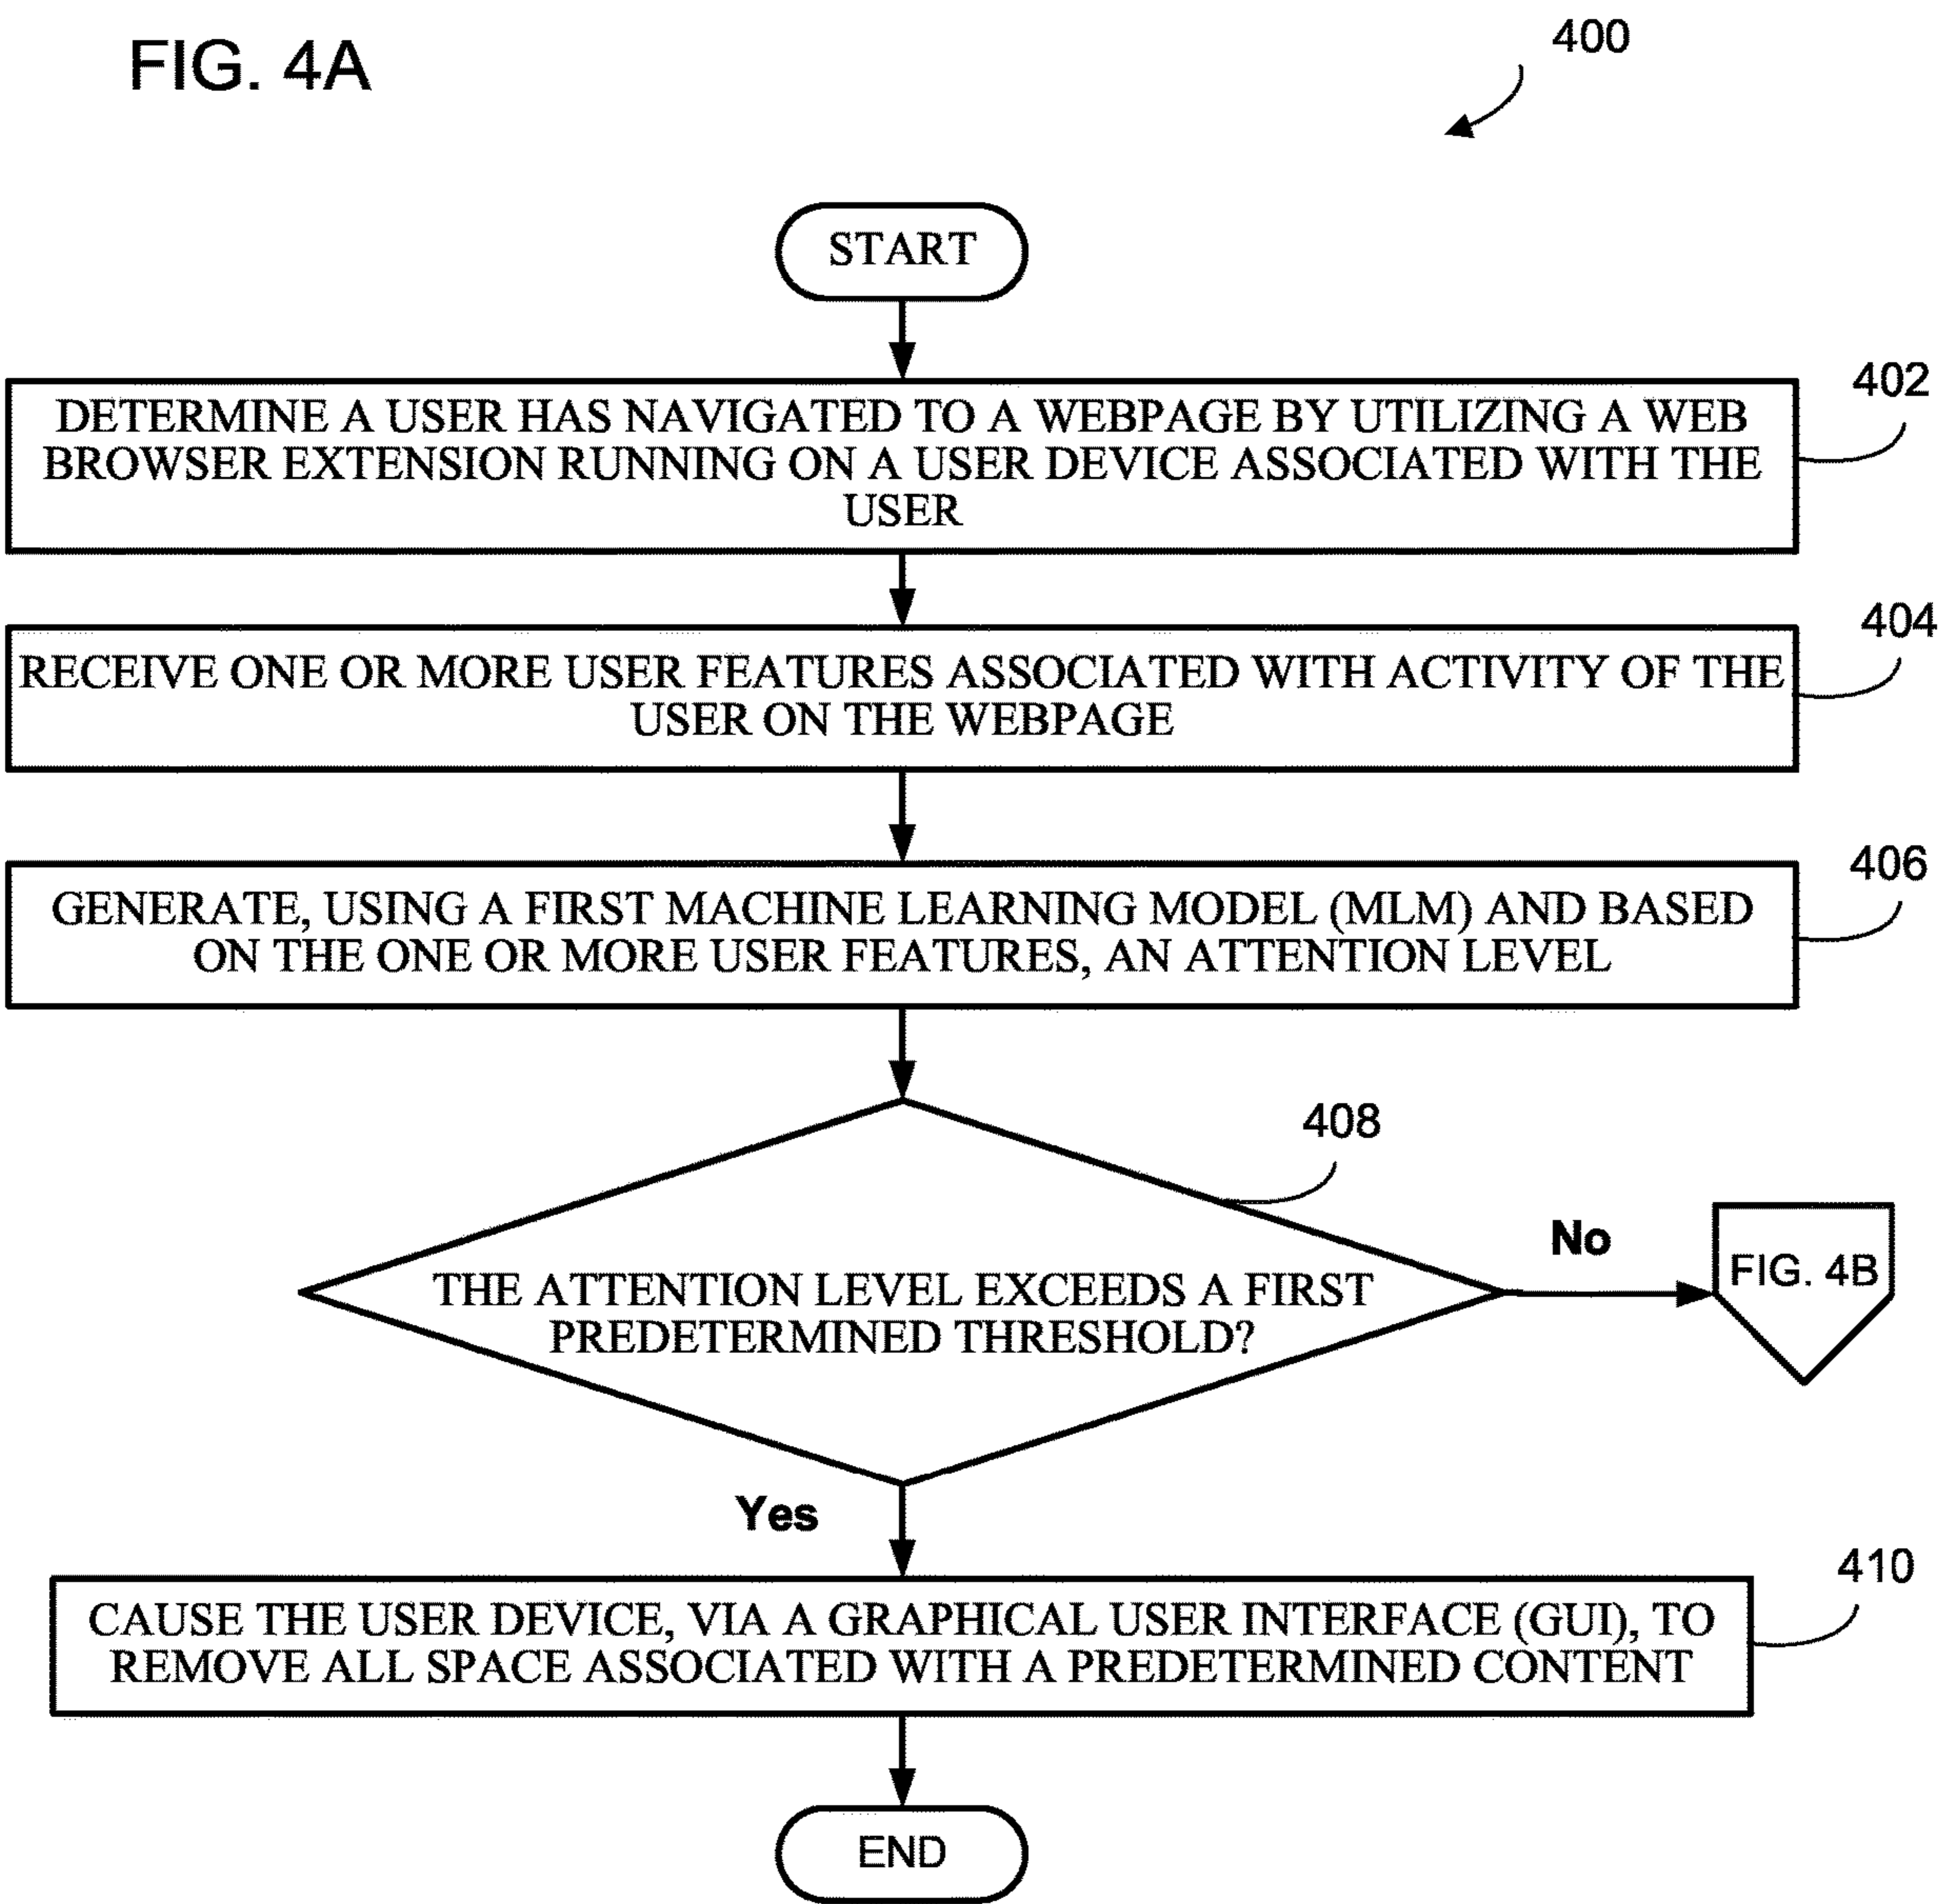 FIG. 4A
400
START
402
DETERMINE A USER HAS NAVIGATED TO A WEBPAGE BY UTILIZING A WEB
BROWSER EXTENSION RUNNING ON A USER DEVICE ASSOCIATED WITH THE
USER
404
RECEIVE ONE OR MORE USER FEATURES ASSOCIATED WITH ACTIVITY OF THE
USER ON THE WEBPAGE
406
GENERATE, USING A FIRST MACHINE LEARNING MODEL (MLM) AND BASED
ON THE ONE OR MORE USER FEATURES, AN ATTENTION LEVEL
408
THE ATTENTION LEVEL EXCEEDS A FIRST
PREDETERMINED THRESHOLD?
No
FIG. 4B
Yes
410
CAUSE THE USER DEVICE, VIA A GRAPHICAL USER INTERFACE (GUI), TO
REMOVE ALL SPACE ASSOCIATED WITH A PREDETERMINED CONTENT
END